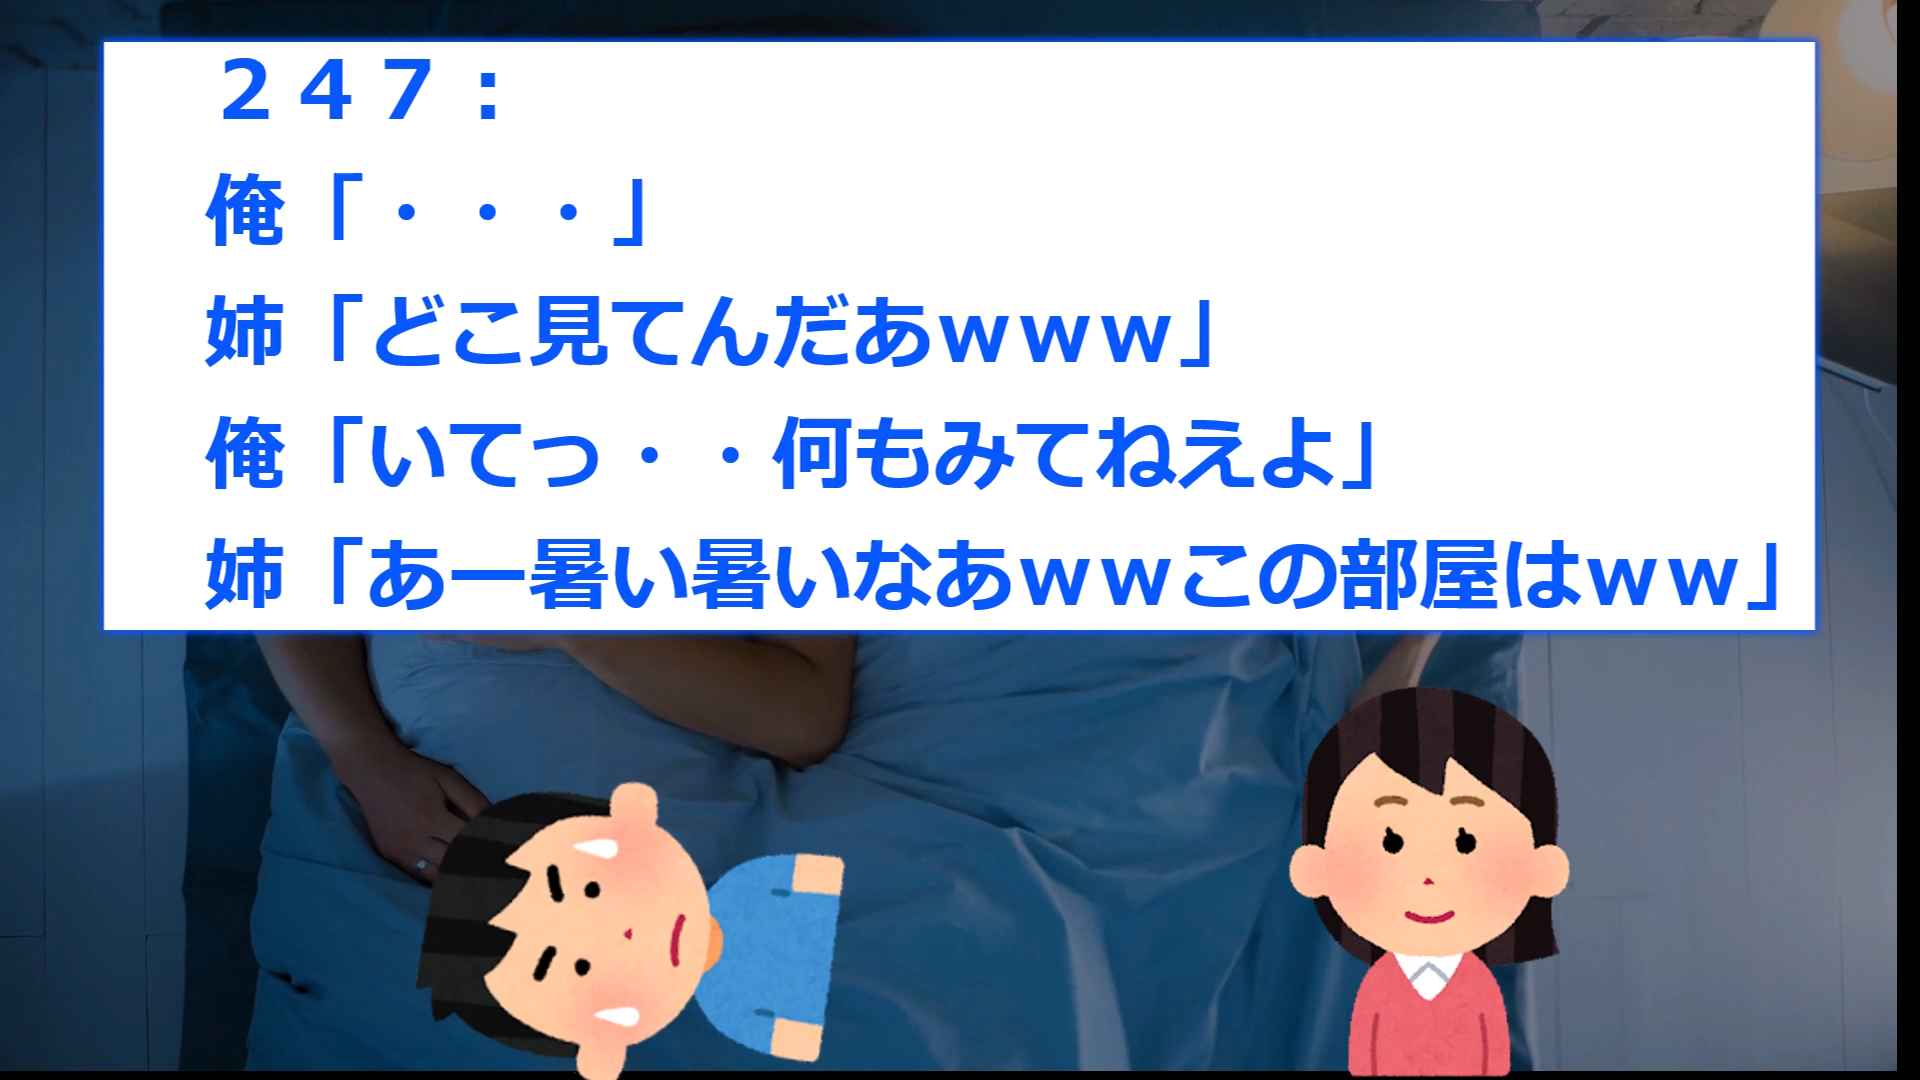 ２４７：
俺「・・・」
姉「どこ見てんだあｗｗｗ」
俺「いてっ・・何もみてねえよ」
姉「あー暑い暑いなあｗｗこの部屋はｗｗ」